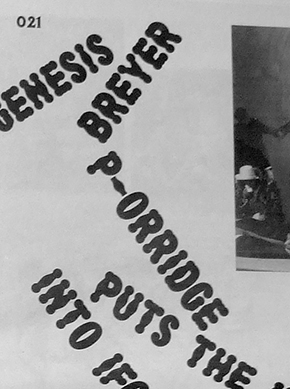 021
GENESIS
BREYER
P-ORRIDGE
PUTS THE
INTO